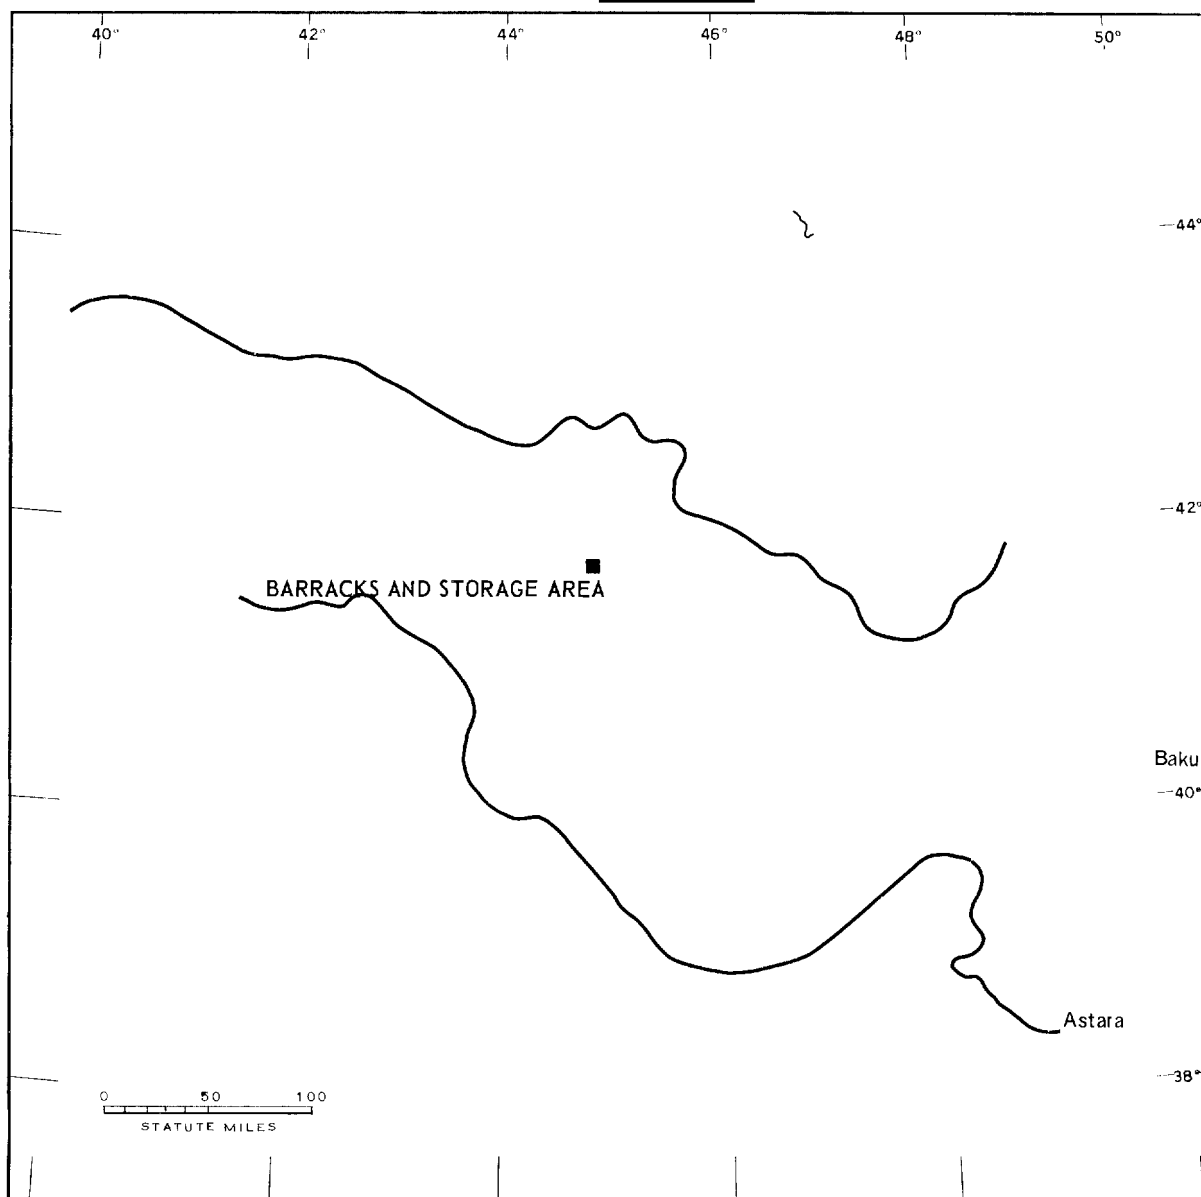 40° 42° 44° 46° 48° 50°
44°
42°
BARRACKS AND STORAGE AREA
Baku
40°
Astara
38°
0 50 100
STATUTE MILES